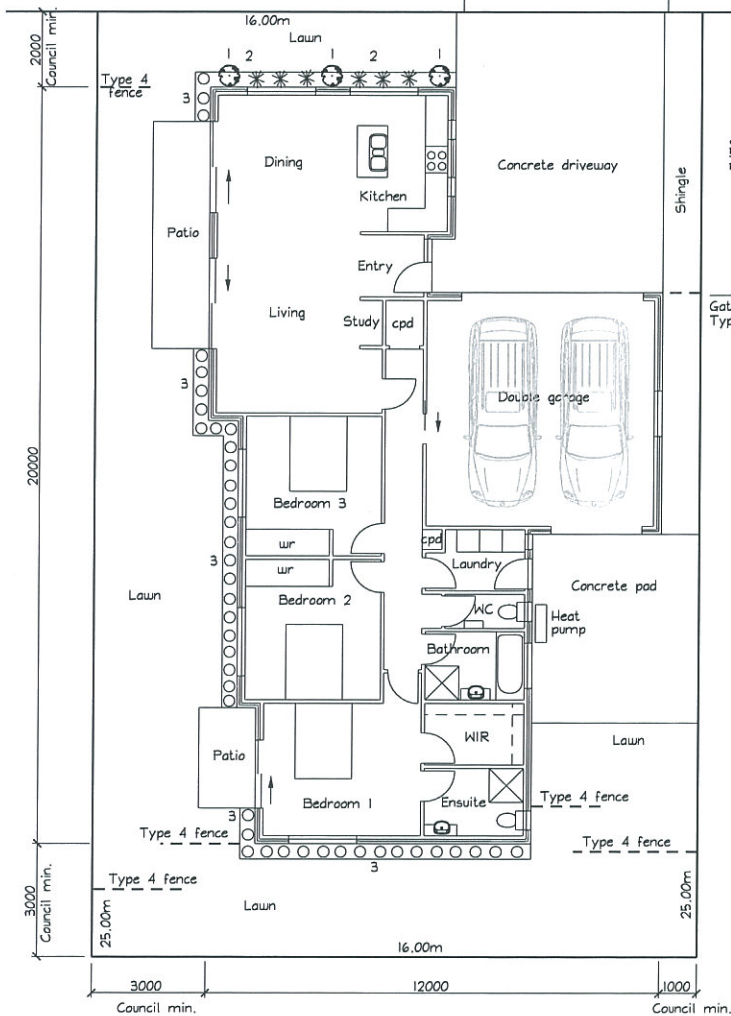 16.00m
Lawn
2000
Council min.
1
2
1
2
1
Type 4
fence
3
Dining
Kitchen
Concrete driveway
Shingle
Patio
Entry
Living
Study
cpd
Gat
Typ
3
Double garage
20000
Bedroom 3
wr
wr
cpd
Laundry
3
Bedroom 2
Lawn
WC
Heat
pump
Concrete pad
Bathroom
Patio
WIR
Lawn
Bedroom 1
Ensuite
Type 4 fence
3
Type 4 fence
Type 4 fence
3
Type 4 fence
3000
Council min.
25.00m
Lawn
25.00m
16.00m
3000
12000
1000
Council min.
Council min.